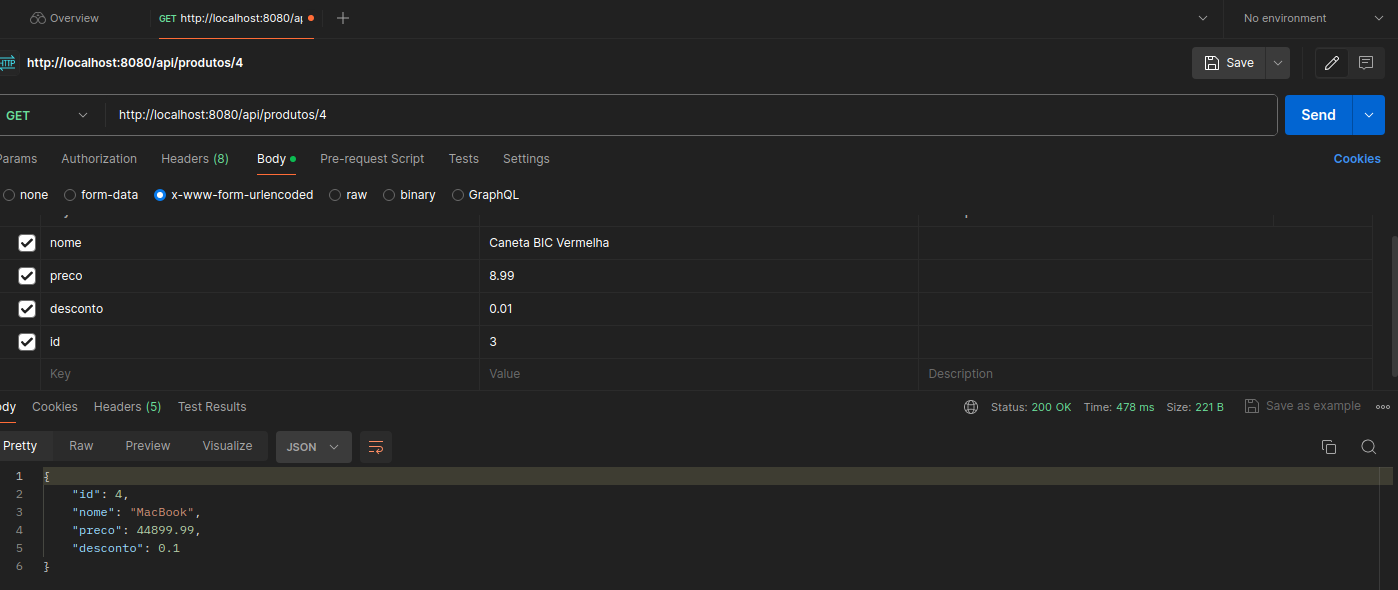 Overview
GET http://localhost:8080/ap
No environment
HTTP http://localhost:8080/api/produtos/4
Save
GET http://localhost:8080/api/produtos/4
Send
Params Authorization Headers (8) Body Pre-request Script Tests Settings Cookies
none form-data x-www-form-urlencoded raw binary GraphQL
nome Caneta BIC Vermelha
preco 8.99
desconto 0.01
id 3
Key Value Description
ody Cookies Headers (5) Test Results Status: 200 OK Time: 478 ms Size: 221 B Save as example
Pretty Raw Preview Visualize JSON
1 {
2 "id": 4,
3 "nome": "MacBook",
4 "preco": 44899.99,
5 "desconto": 0.1
6 }